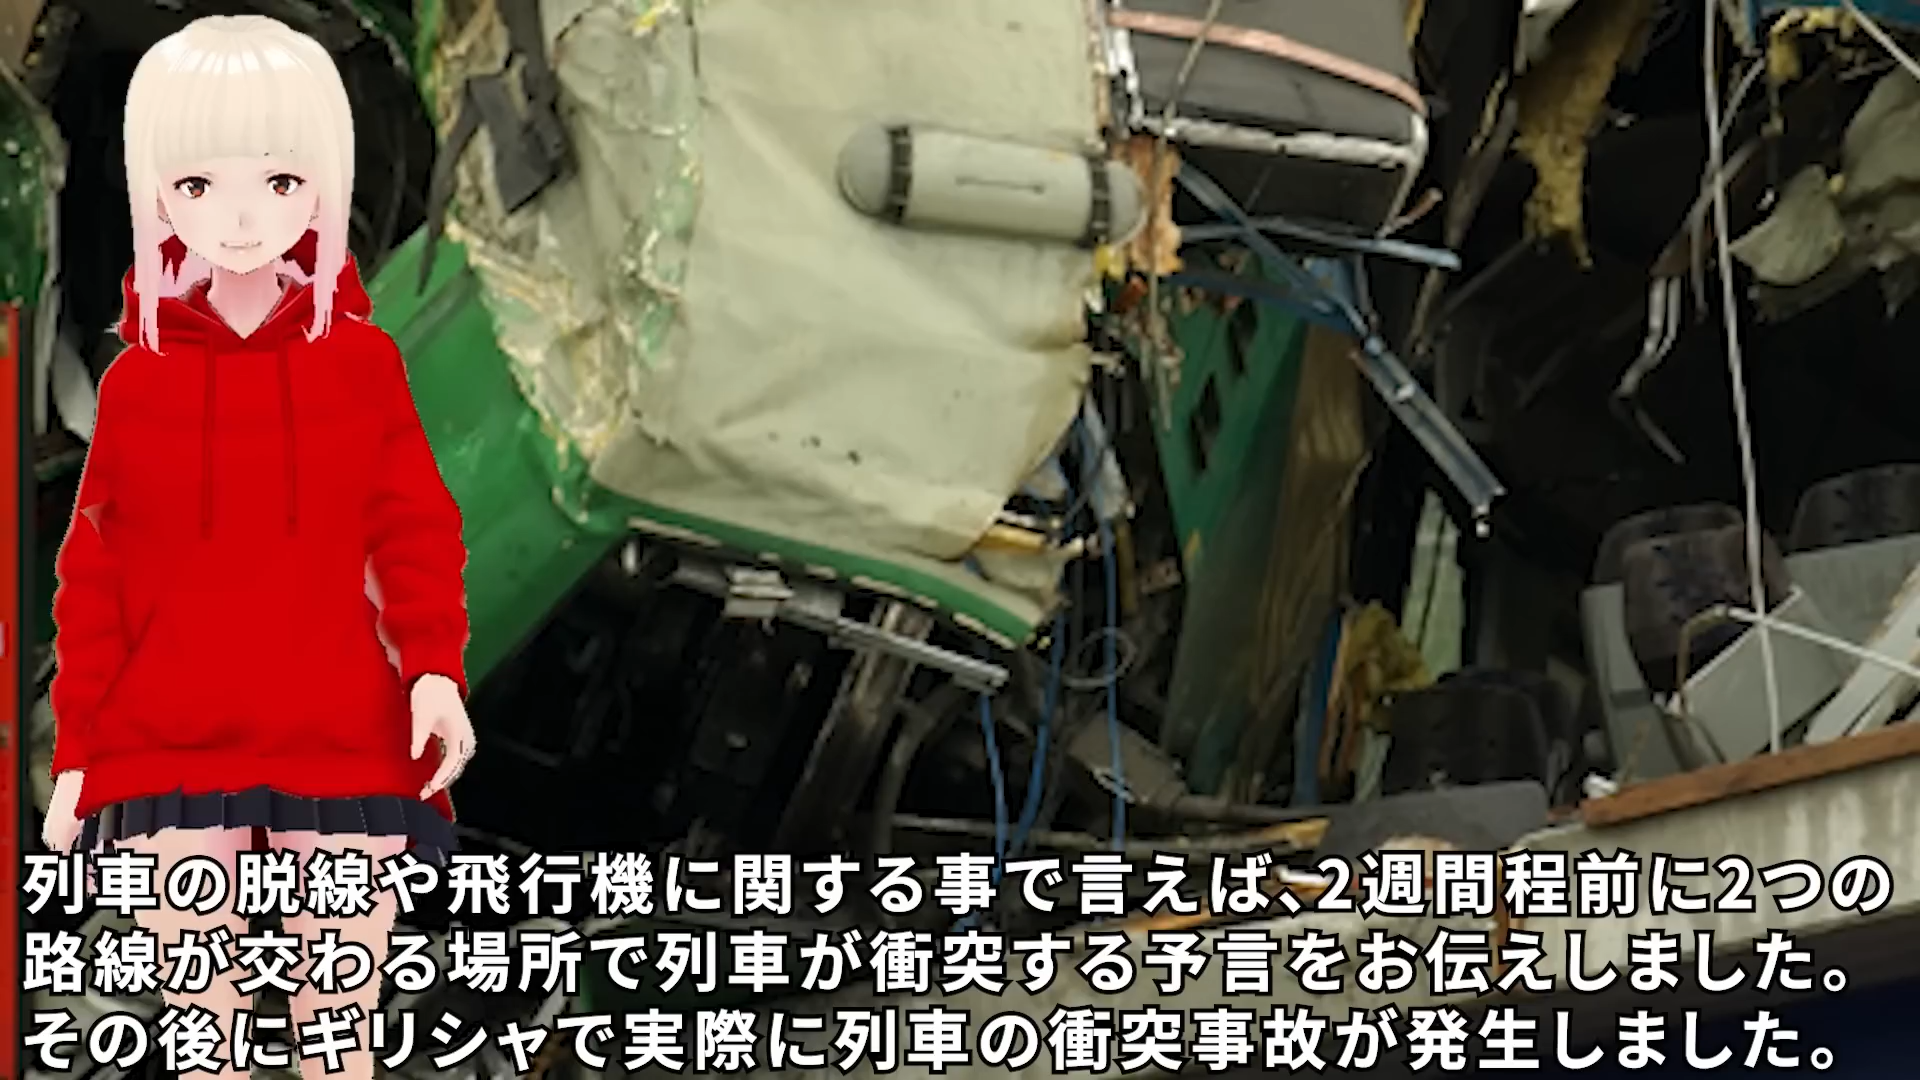 列車の脱線や飛行機に関する事で言えば、2週間程前に2つの
路線が交わる場所で列車が衝突する予言をお伝えしました。
その後にギリシャで実際に列車の衝突事故が発生しました。